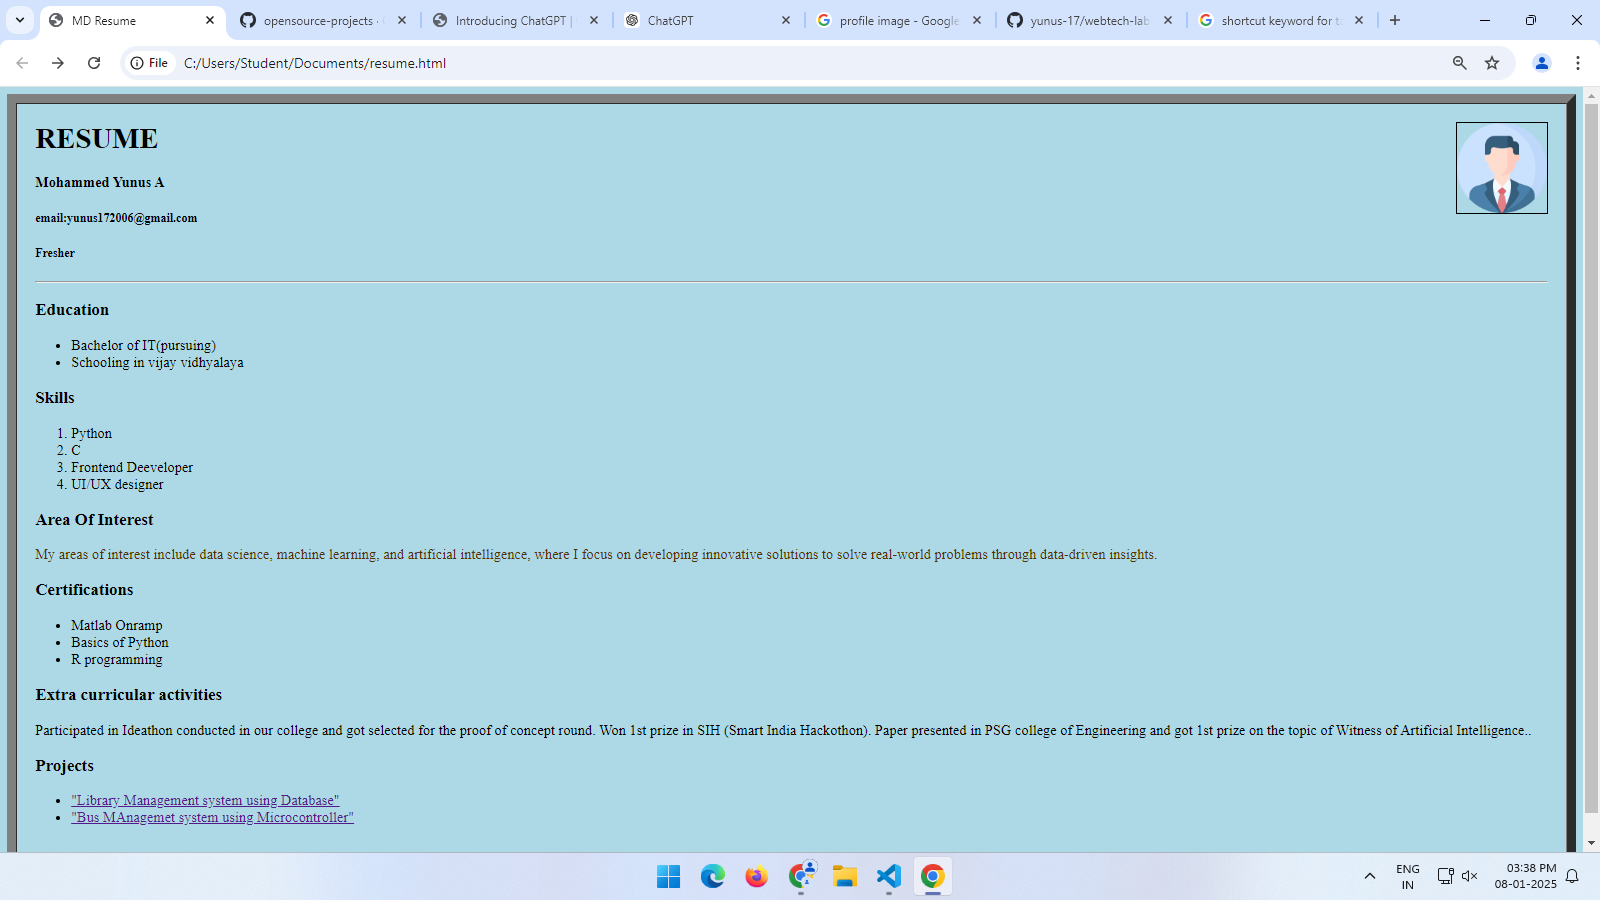 MD Resume
opensource-projects ·
Introducing ChatGPT |
ChatGPT
profile image - Google
yunus-17/webtech-lab
shortcut keyword for t
File
C:/Users/Student/Documents/resume.html
RESUME
Mohammed Yunus A
email:yunus172006@gmail.com
Fresher
Education
• Bachelor of IT(pursuing)
• Schooling in vijay vidhyalaya
Skills
1. Python
2. C
3. Frontend Deeveloper
4. UI/UX designer
Area Of Interest
My areas of interest include data science, machine learning, and artificial intelligence, where I focus on developing innovative solutions to solve real-world problems through data-driven insights.
Certifications
• Matlab Onramp
• Basics of Python
• R programming
Extra curricular activities
Participated in Ideathon conducted in our college and got selected for the proof of concept round. Won 1st prize in SIH (Smart India Hackothon). Paper presented in PSG college of Engineering and got 1st prize on the topic of Witness of Artificial Intelligence..
Projects
• "Library Management system using Database"
• "Bus MAnagemet system using Microcontroller"
ENG
IN
03:38 PM
08-01-2025